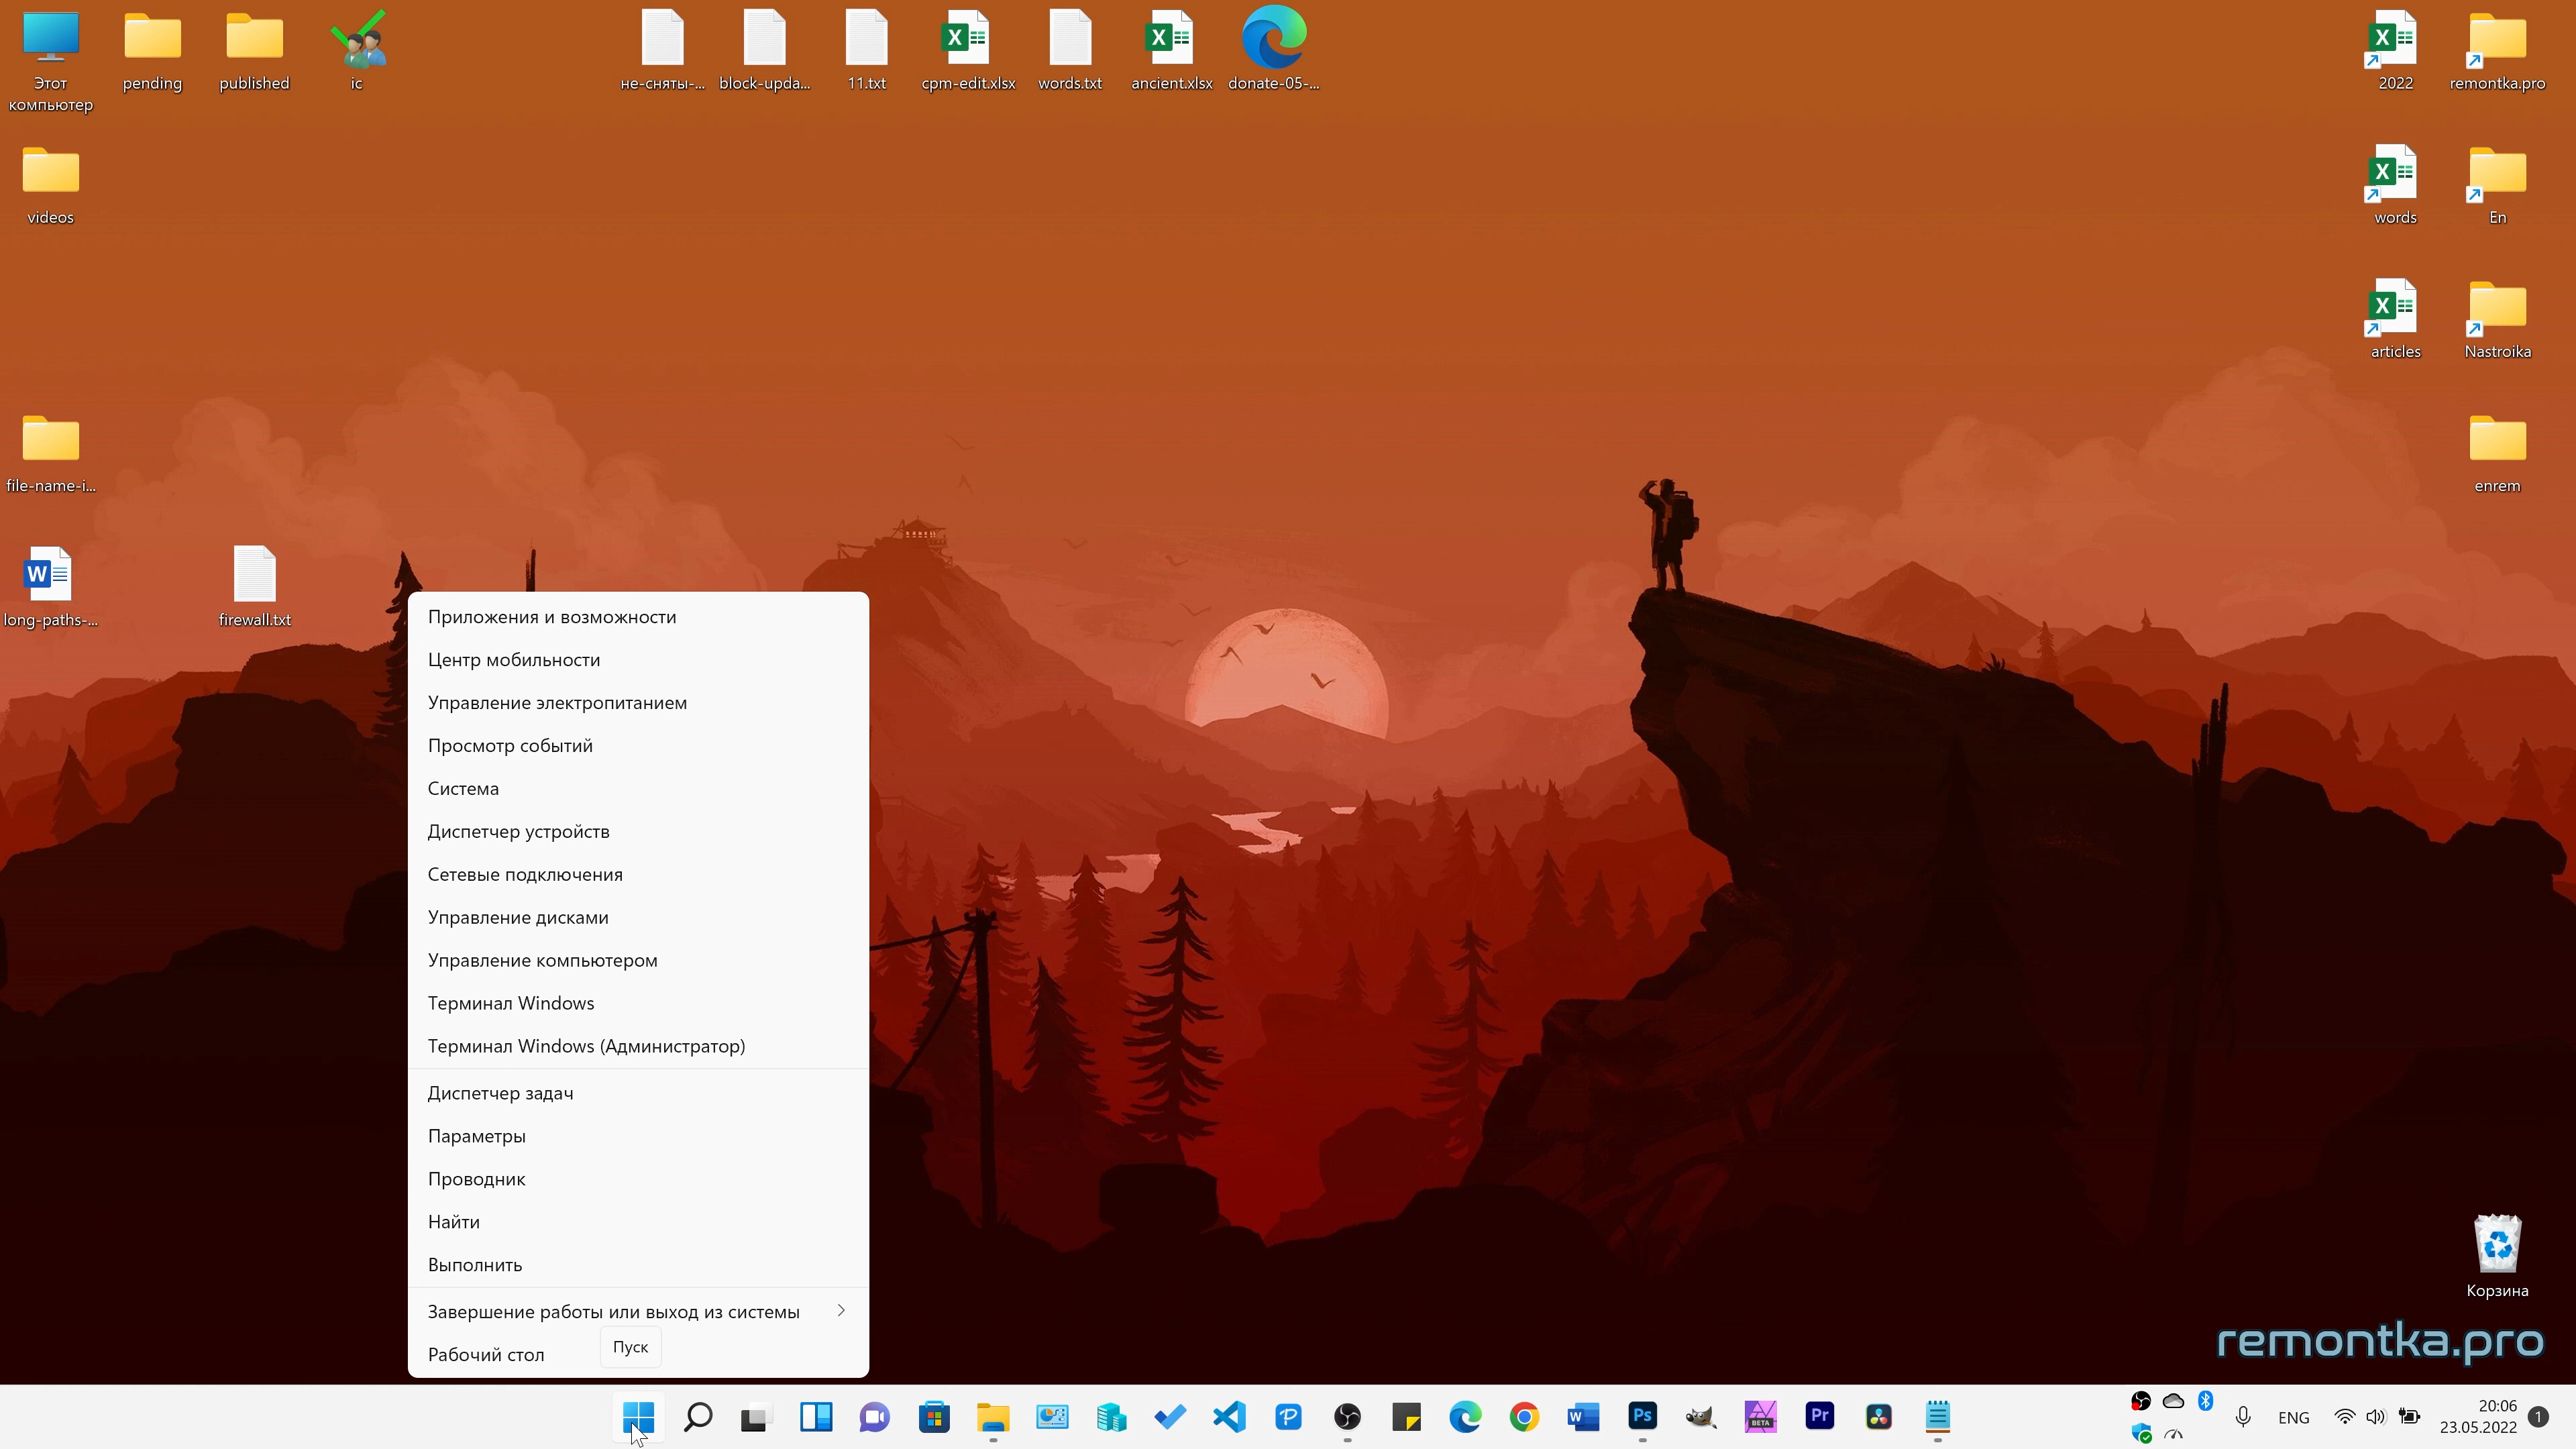 Этот
компьютер
pending
published
ic
не-сняты-...
block-upda...
11.txt
cpm-edit.xlsx
words.txt
ancient.xlsx
donate-05-...
2022
remontka.pro
videos
words
En
articles
Nastroika
file-name-i...
enrem
long-paths-...
firewall.txt
Приложения и возможности
Центр мобильности
Управление электропитанием
Просмотр событий
Система
Диспетчер устройств
Сетевые подключения
Управление дисками
Управление компьютером
Терминал Windows
Терминал Windows (Администратор)
Диспетчер задач
Параметры
Проводник
Найти
Выполнить
Завершение работы или выход из системы
Рабочий стол
Пуск
Корзина
remontka.pro
W
Ps
BETA
Pr
ENG
20:06
23.05.2022
1